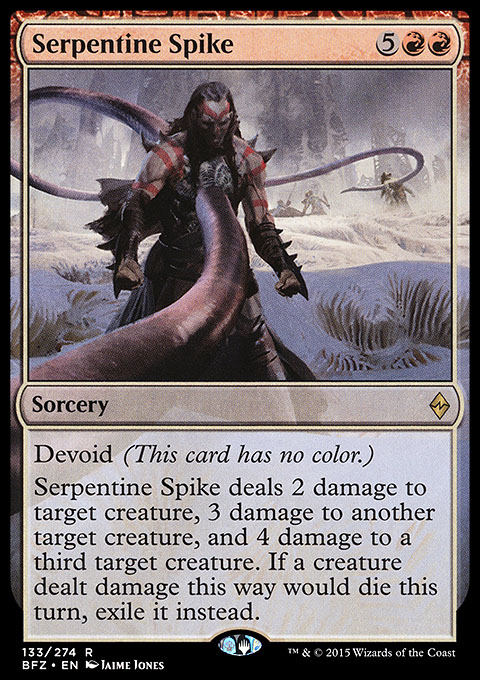 Serpentine Spike 5
Sorcery
Devoid (This card has no color.)
Serpentine Spike deals 2 damage to
target creature, 3 damage to another
target creature, and 4 damage to a
third target creature. If a creature
dealt damage this way would die this
turn, exile it instead.
133/274 R
BFZ • EN Jaime Jones
™ & © 2015 Wizards of the Coast